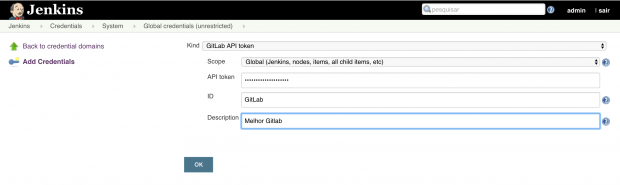 Jenkins
pesquisar
admin | sair
Jenkins Credentials System Global credentials (unrestricted)
Back to credential domains
Add Credentials
Kind GitLab API token
Scope Global (Jenkins, nodes, items, all child items, etc)
API token ••••••••••••••••••••
ID GitLab
Description Melhor Gitlab
OK